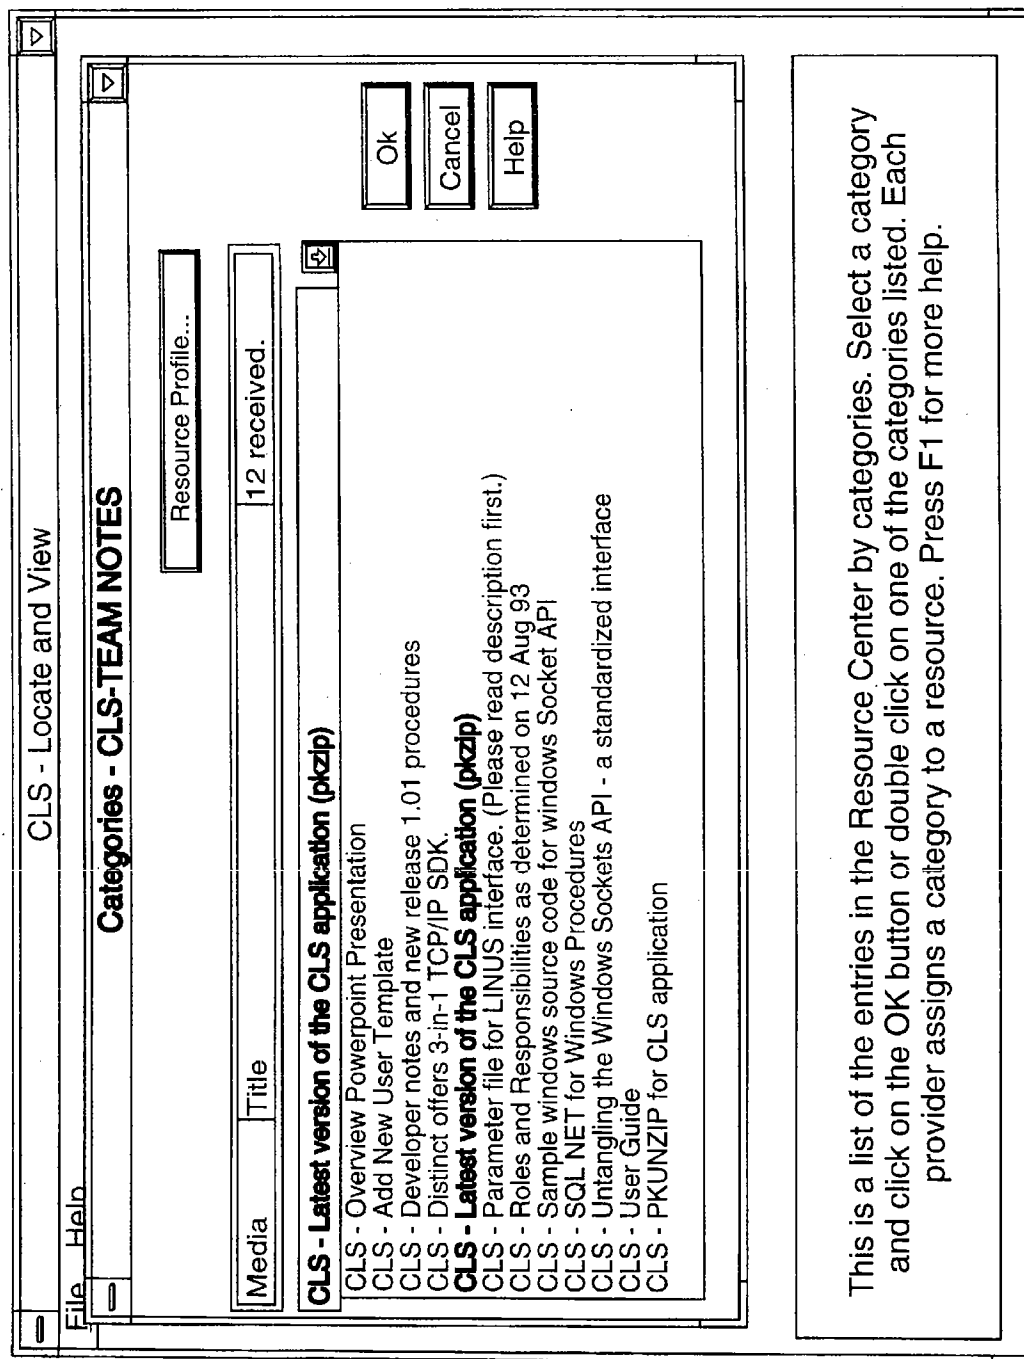 CLS - Locate and View
File Help
Categories - CLS-TEAM NOTES
Resource Profile...
Media Title 12 received.
CLS - Latest version of the CLS application (pkzip)
CLS - Overview Powerpoint Presentation
CLS - Add New User Template
CLS - Developer notes and new release 1.01 procedures
CLS - Distinct offers 3-in-1 TCP/IP SDK.
CLS - Latest version of the CLS application (pkzip)
CLS - Parameter file for LINUS interface. (Please read description first.)
CLS - Roles and Responsibilities as determined on 12 Aug 93
CLS - Sample windows source code for windows Socket API
CLS - SQL NET for Windows Procedures
CLS - Untangling the Windows Sockets API - a standardized interface
CLS - User Guide
CLS - PKUNZIP for CLS application
Ok
Cancel
Help
This is a list of the entries in the Resource Center by categories. Select a category
and click on the OK button or double click on one of the categories listed. Each
provider assigns a category to a resource. Press F1 for more help.